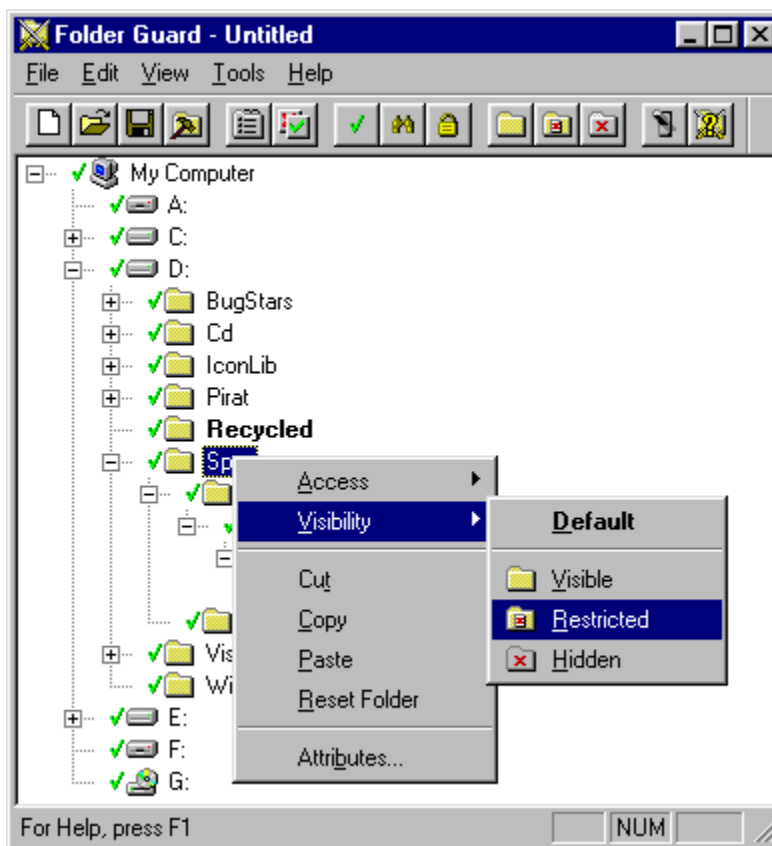 Folder Guard - Untitled
File Edit View Tools Help
My Computer
A:
C:
D:
BugStars
Cd
IconLib
Pirat
Recycled
Access
Visibility
Default
Cut
Visible
Copy
Restricted
Paste
Hidden
Reset Folder
Attributes...
E:
F:
G:
For Help, press F1
NUM